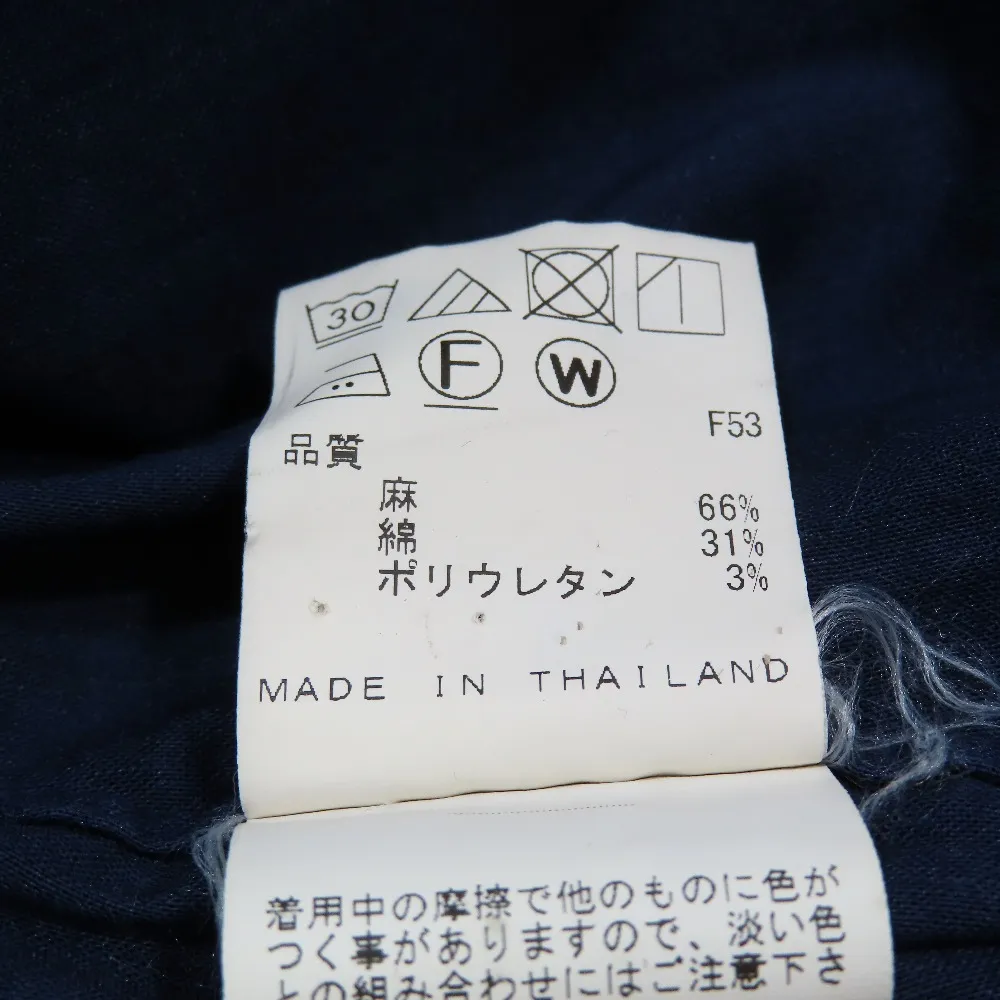 30
F W
F53
品質
麻 66%
綿 31%
ポリウレタン 3%
MADE IN THAILAND
着用中の摩擦で他のものに色が
つく事がありますので、淡い色
との組み合わせにはご注意下さ